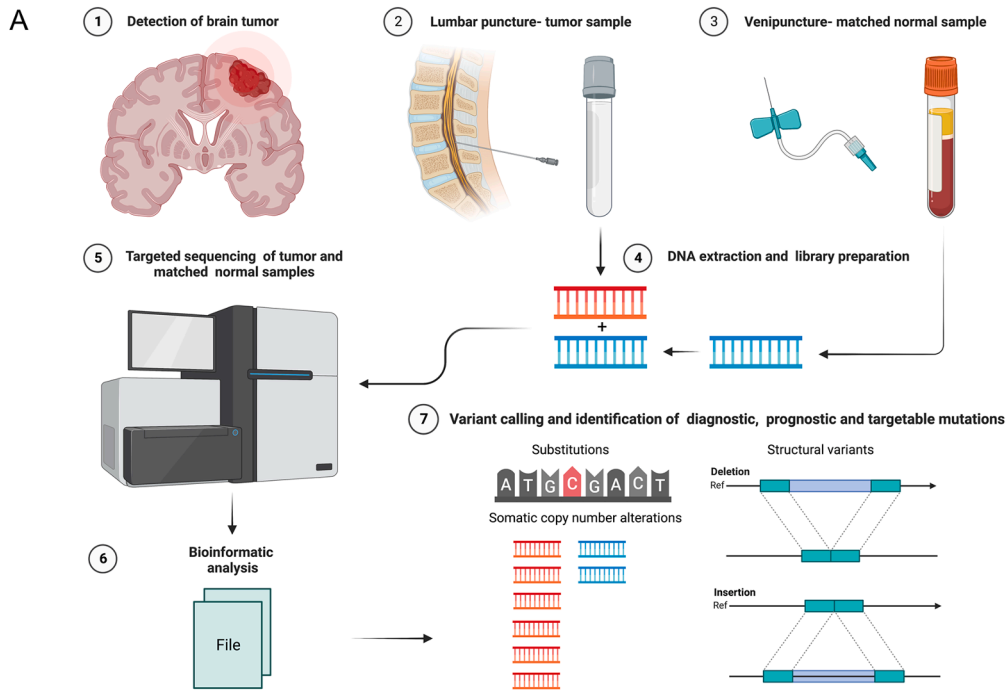 A
1 Detection of brain tumor
2 Lumbar puncture- tumor sample
3 Venipuncture- matched normal sample
4 DNA extraction and library preparation
+
5 Targeted sequencing of tumor and
matched normal samples
6 Bioinformatic
analysis
File
7 Variant calling and identification of diagnostic, prognostic and targetable mutations
Substitutions
A T G C G A C T
Somatic copy number alterations
Structural variants
Deletion
Ref
Insertion
Ref